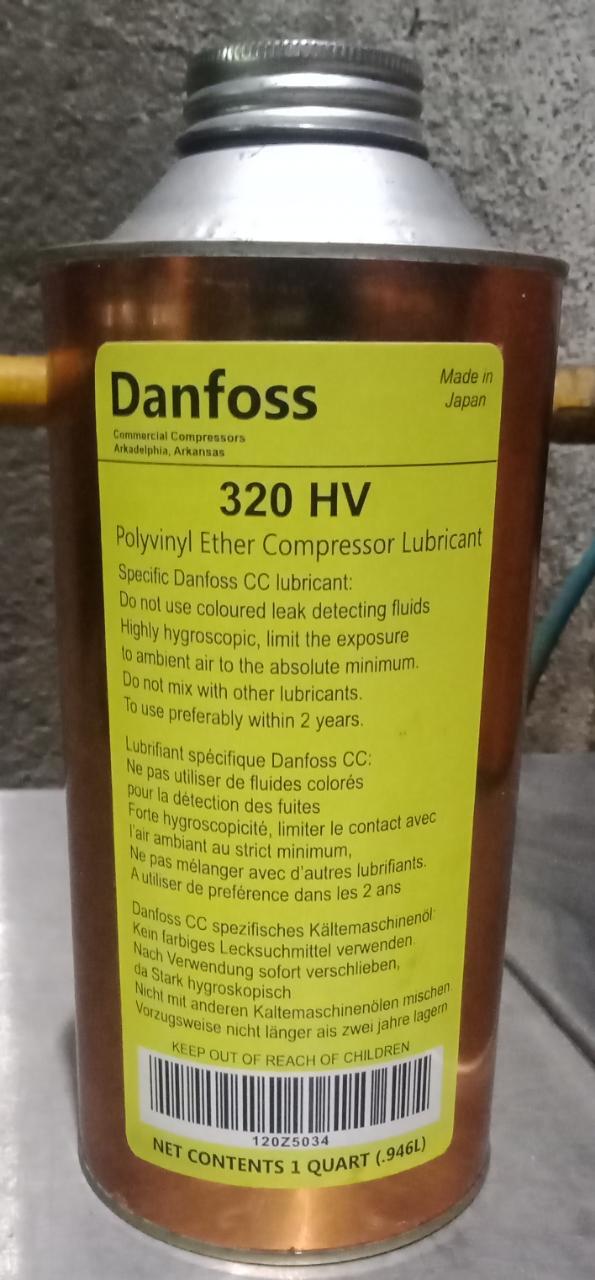 Danfoss
Made in
Japan
Commercial Compressors
Arkadelphia, Arkansas
320 HV
Polyvinyl Ether Compressor Lubricant
Specific Danfoss CC lubricant:
Do not use coloured leak detecting fluids
Highly hygroscopic, limit the exposure
to ambient air to the absolute minimum.
Do not mix with other lubricants.
To use preferably within 2 years.
Lubrifiant spécifique Danfoss CC:
Ne pas utiliser de fluides colorés
pour la détection des fuites
Forte hygroscopicité, limiter le contact avec
l'air ambiant au strict minimum,
Ne pas mélanger avec d'autres lubrifiants.
A utiliser de preférence dans les 2 ans
Danfoss CC spezifisches Kältemaschinenöl:
Kein farbiges Lecksuchmittel verwenden.
Nach Verwendung sofort verschlieben,
da Stark hygroskopisch
Nicht mit anderen Kaltemaschinenölen mischen.
Vorzugsweise nicht länger ais zwei jahre lagern
KEEP OUT OF REACH OF CHILDREN
120Z5034
NET CONTENTS 1 QUART (.946L)